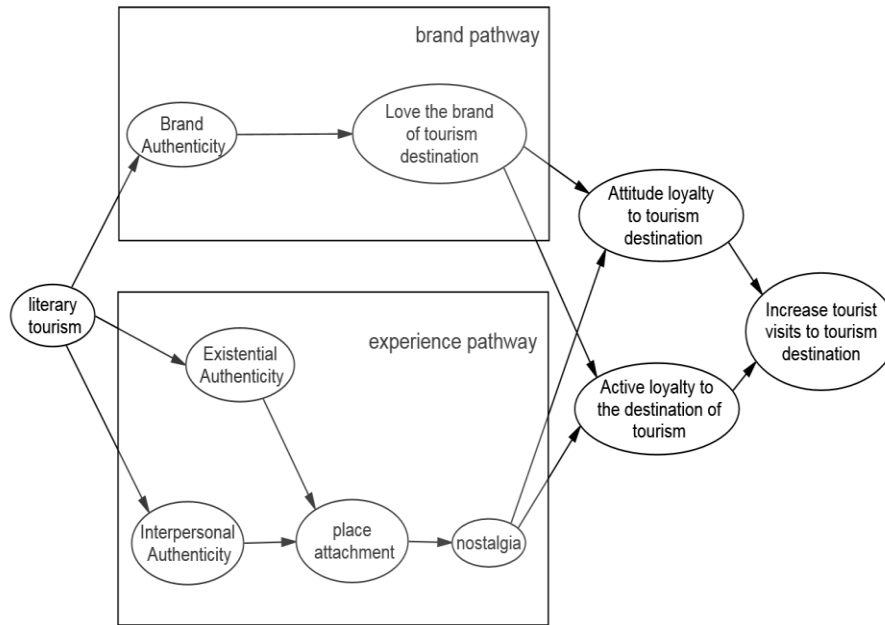 brand pathway
Brand
Authenticity
Love the brand
of tourism
destination
Attitude loyalty
to tourism
destination
literary
tourism
experience pathway
Existential
Authenticity
Increase tourist
visits to tourism
destination
Active loyalty to
the destination of
tourism
Interpersonal
Authenticity
place
attachment
nostalgia